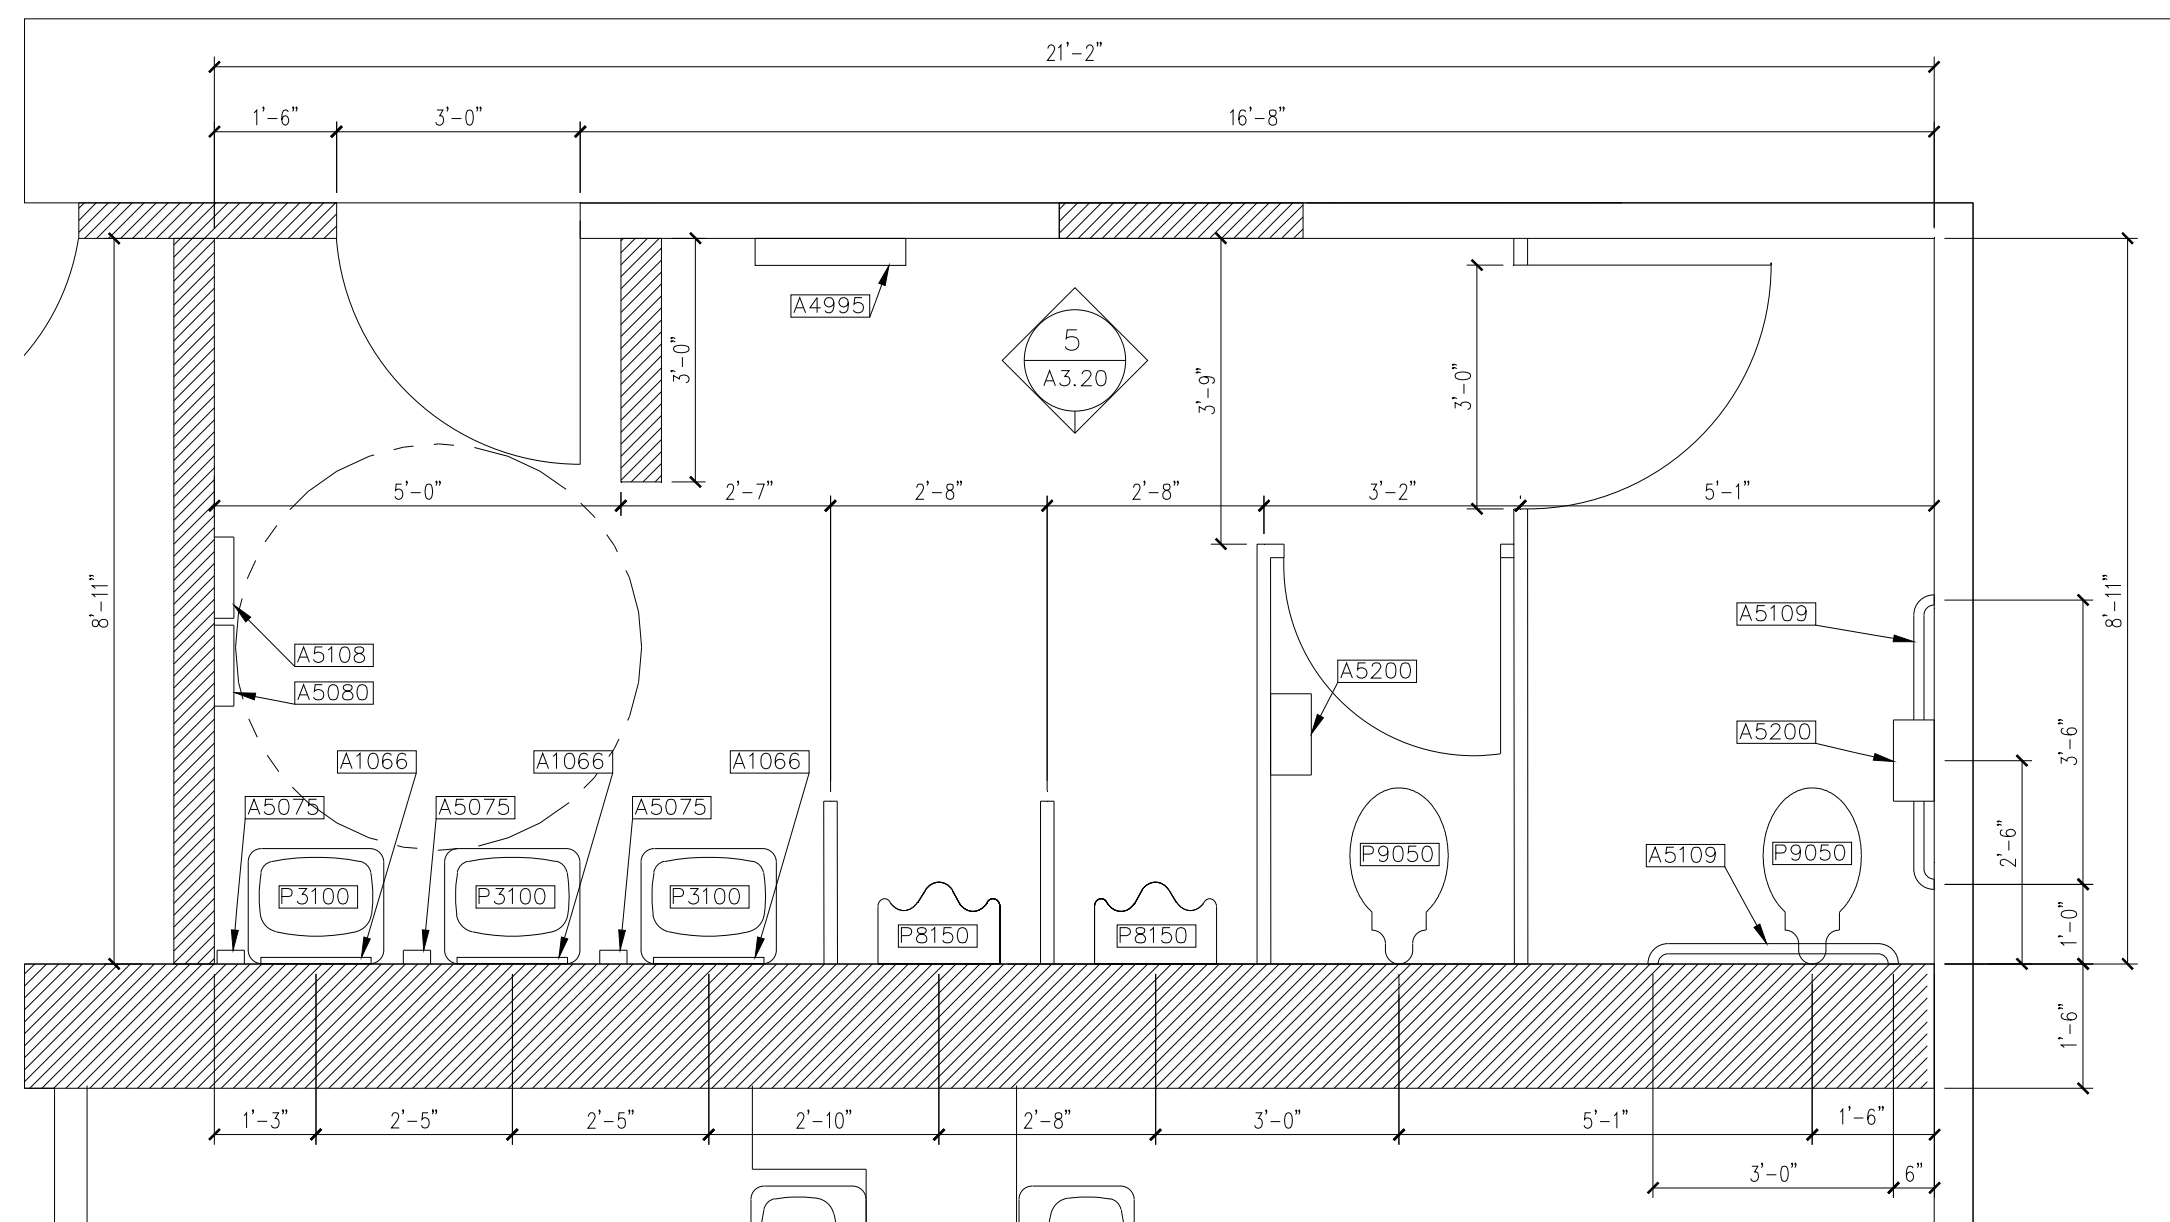 21'-2"
1'-6" 3'-0" 16'-8"
A4995
5
A3.20
3'-0"
3'-9"
3'-0"
5'-0" 2'-7" 2'-8" 2'-8" 3'-2" 5'-1"
8'-11"
8'-11"
A5109
A5108
A5200
A5080
A5200
3'-6"
A1066 A1066 A1066
A5075 A5075 A5075
2'-6"
A5109
P9050 P9050
P3100 P3100 P3100
P8150 P8150
1'-0"
1'-6"
1'-3" 2'-5" 2'-5" 2'-10" 2'-8" 3'-0" 5'-1" 1'-6"
3'-0" 6"